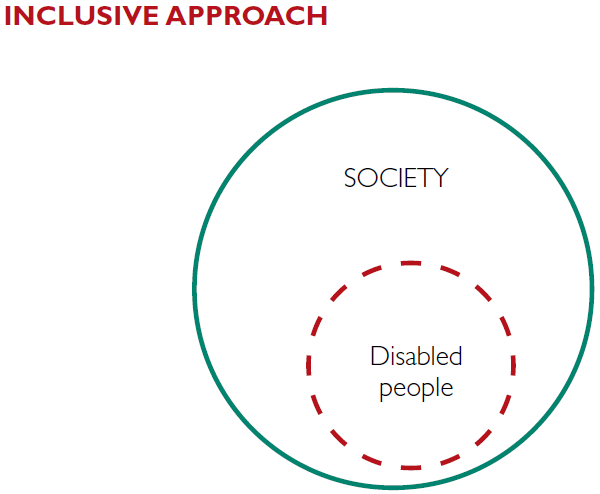 INCLUSIVE APPROACH
SOCIETY
Disabled
people